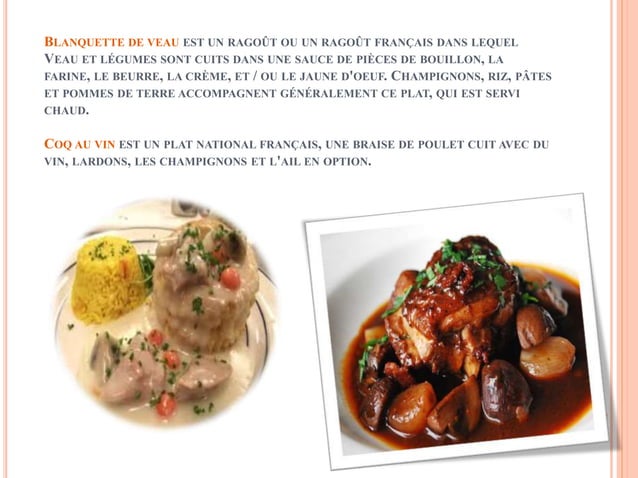 Blanquette de veau est un ragoût ou un ragoût français dans lequel
Veau et légumes sont cuits dans une sauce de pièces de bouillon, la
farine, le beurre, la crème, et / ou le jaune d'oeuf. Champignons, riz, pâtes
et pommes de terre accompagnent généralement ce plat, qui est servi
chaud.
Coq au vin est un plat national français, une braise de poulet cuit avec du
vin, lardons, les champignons et l'ail en option.